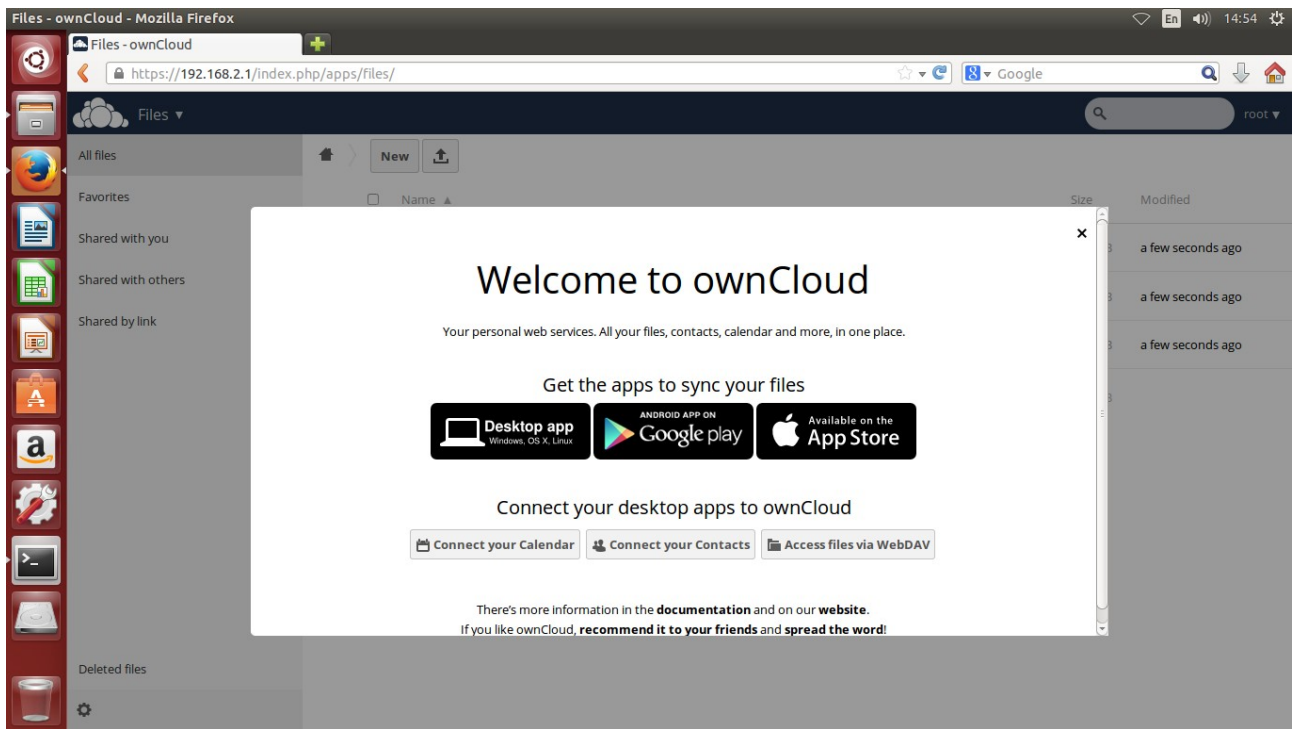 Files - ownCloud - Mozilla Firefox
En
14:54
Files - ownCloud
https://192.168.2.1/index.php/apps/files/
8
Google
Files ▾
root ▾
All files
New
Favorites
Name ▲
Size
Modified
Shared with you
a few seconds ago
Shared with others
a few seconds ago
Shared by link
a few seconds ago
×
Welcome to ownCloud
Your personal web services. All your files, contacts, calendar and more, in one place.
Get the apps to sync your files
Desktop app
Windows, OS X, Linux
ANDROID APP ON
Google play
Available on the
App Store
Connect your desktop apps to ownCloud
Connect your Calendar
Connect your Contacts
Access files via WebDAV
There's more information in the documentation and on our website.
If you like ownCloud, recommend it to your friends and spread the word!
Deleted files